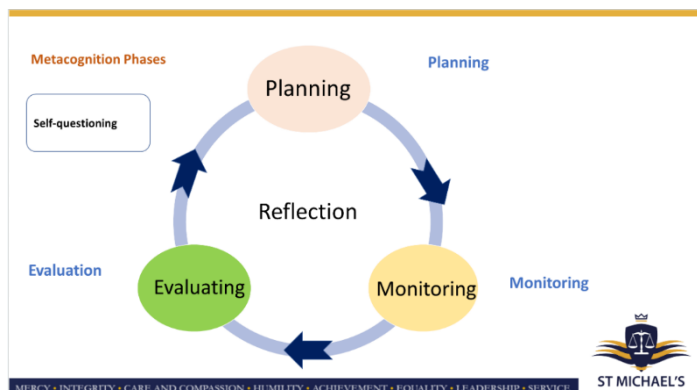 Metacognition Phases
Planning
Planning
Self-questioning
Reflection
Evaluation
Evaluating
Monitoring
Monitoring
ST MICHAEL'S
MERCY • INTEGRITY • CARE AND COMPASSION • HUMILITY • ACHIEVEMENT • EQUALITY • LEADERSHIP • SERVICE